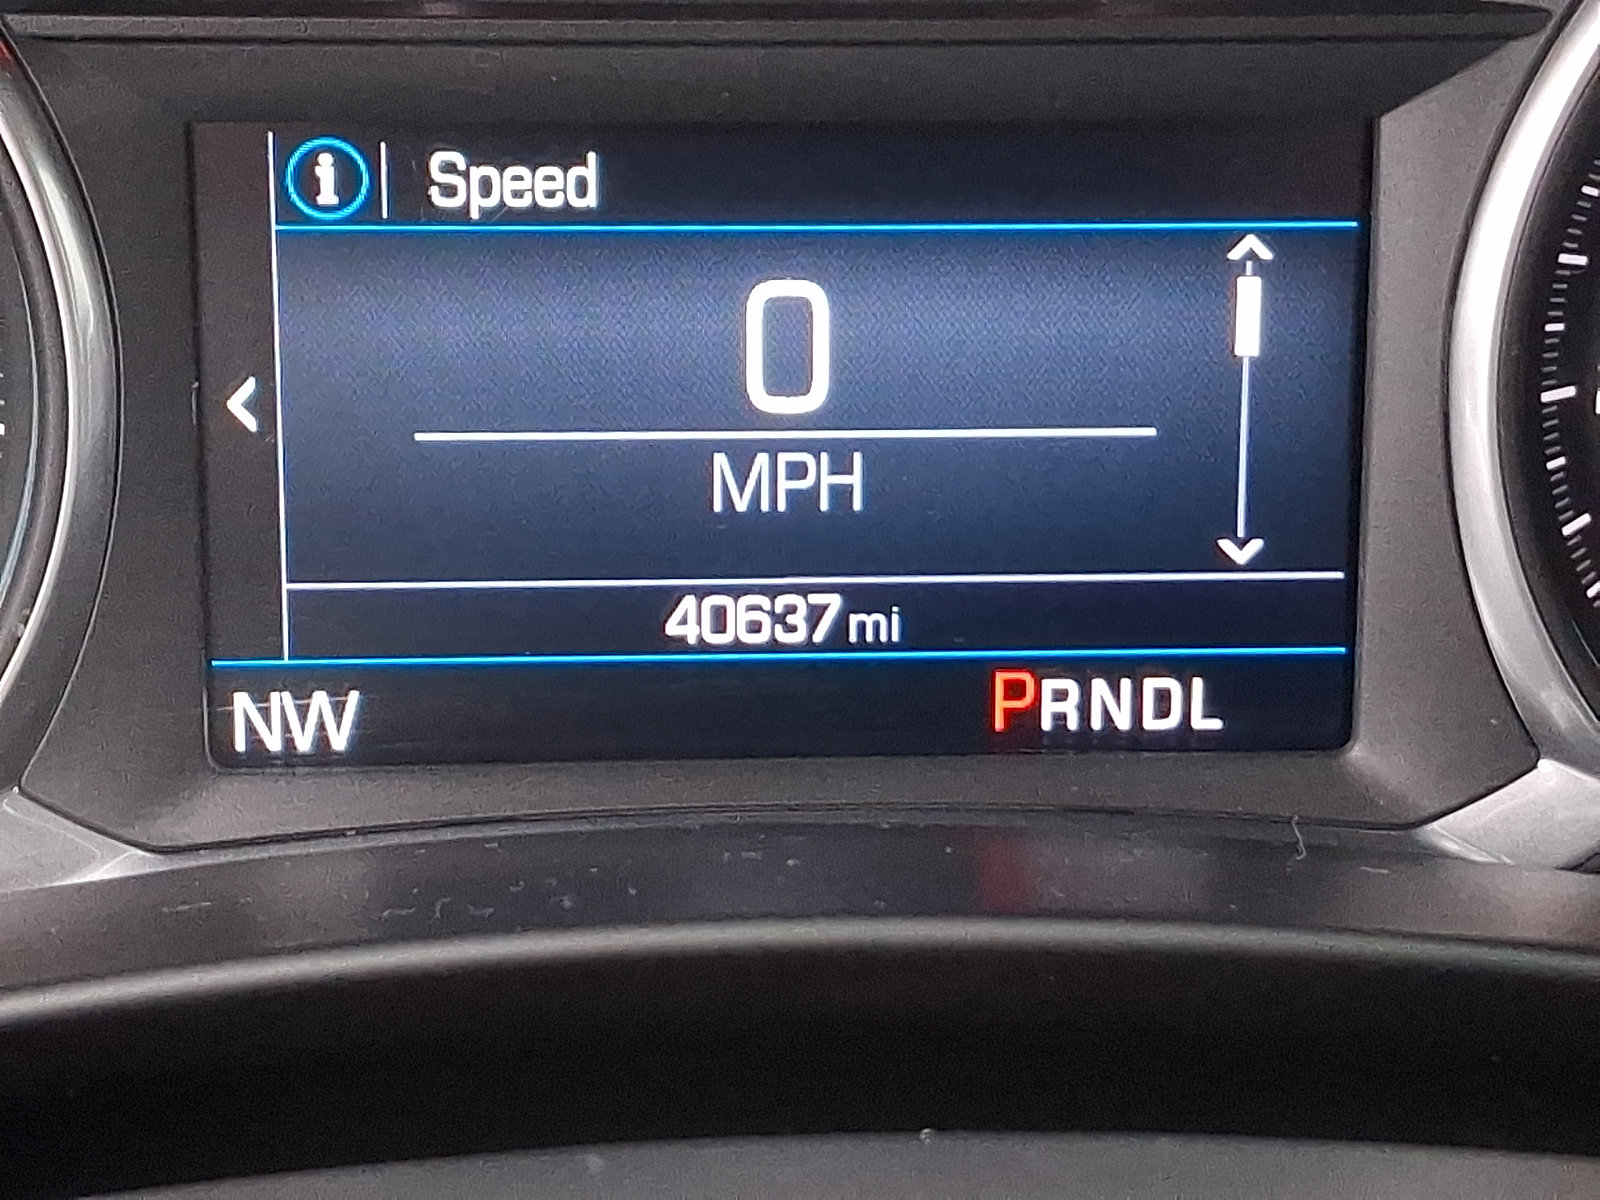 i Speed
0
MPH
40637 mi
NW PRNDL